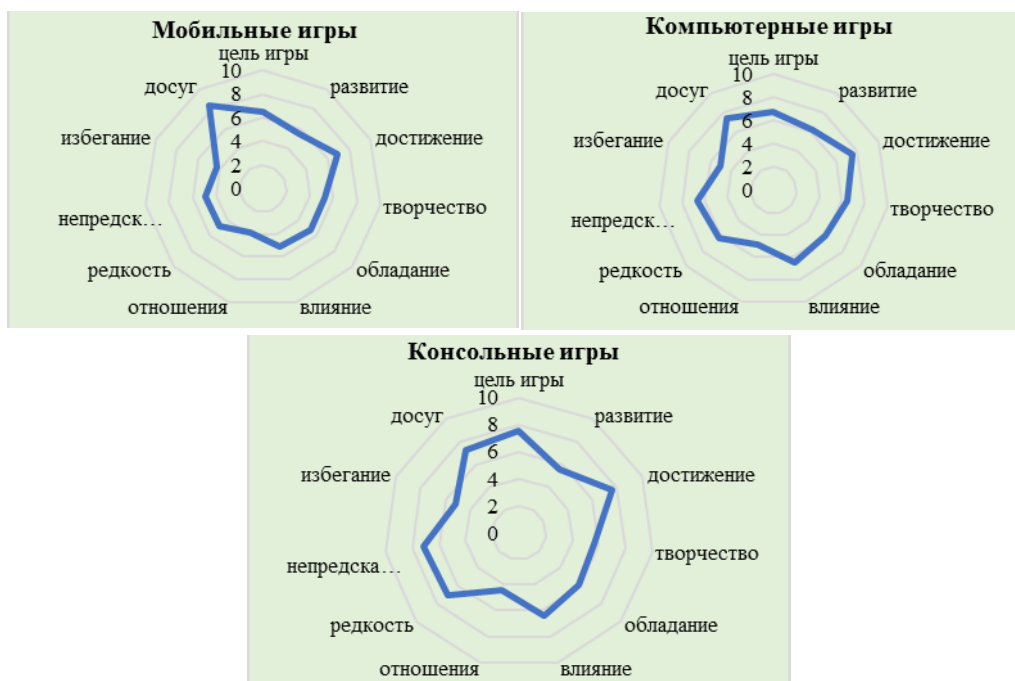 Мобильные игры
цель игры
развитие
достижение
творчество
обладание
влияние
отношения
редкость
непредск…
избегание
досуг
10
8
6
4
2
0
Компьютерные игры
цель игры
развитие
достижение
творчество
обладание
влияние
отношения
редкость
непредск…
избегание
досуг
10
8
6
4
2
0
Консольные игры
цель игры
развитие
достижение
творчество
обладание
влияние
отношения
редкость
непредска…
избегание
досуг
10
8
6
4
2
0